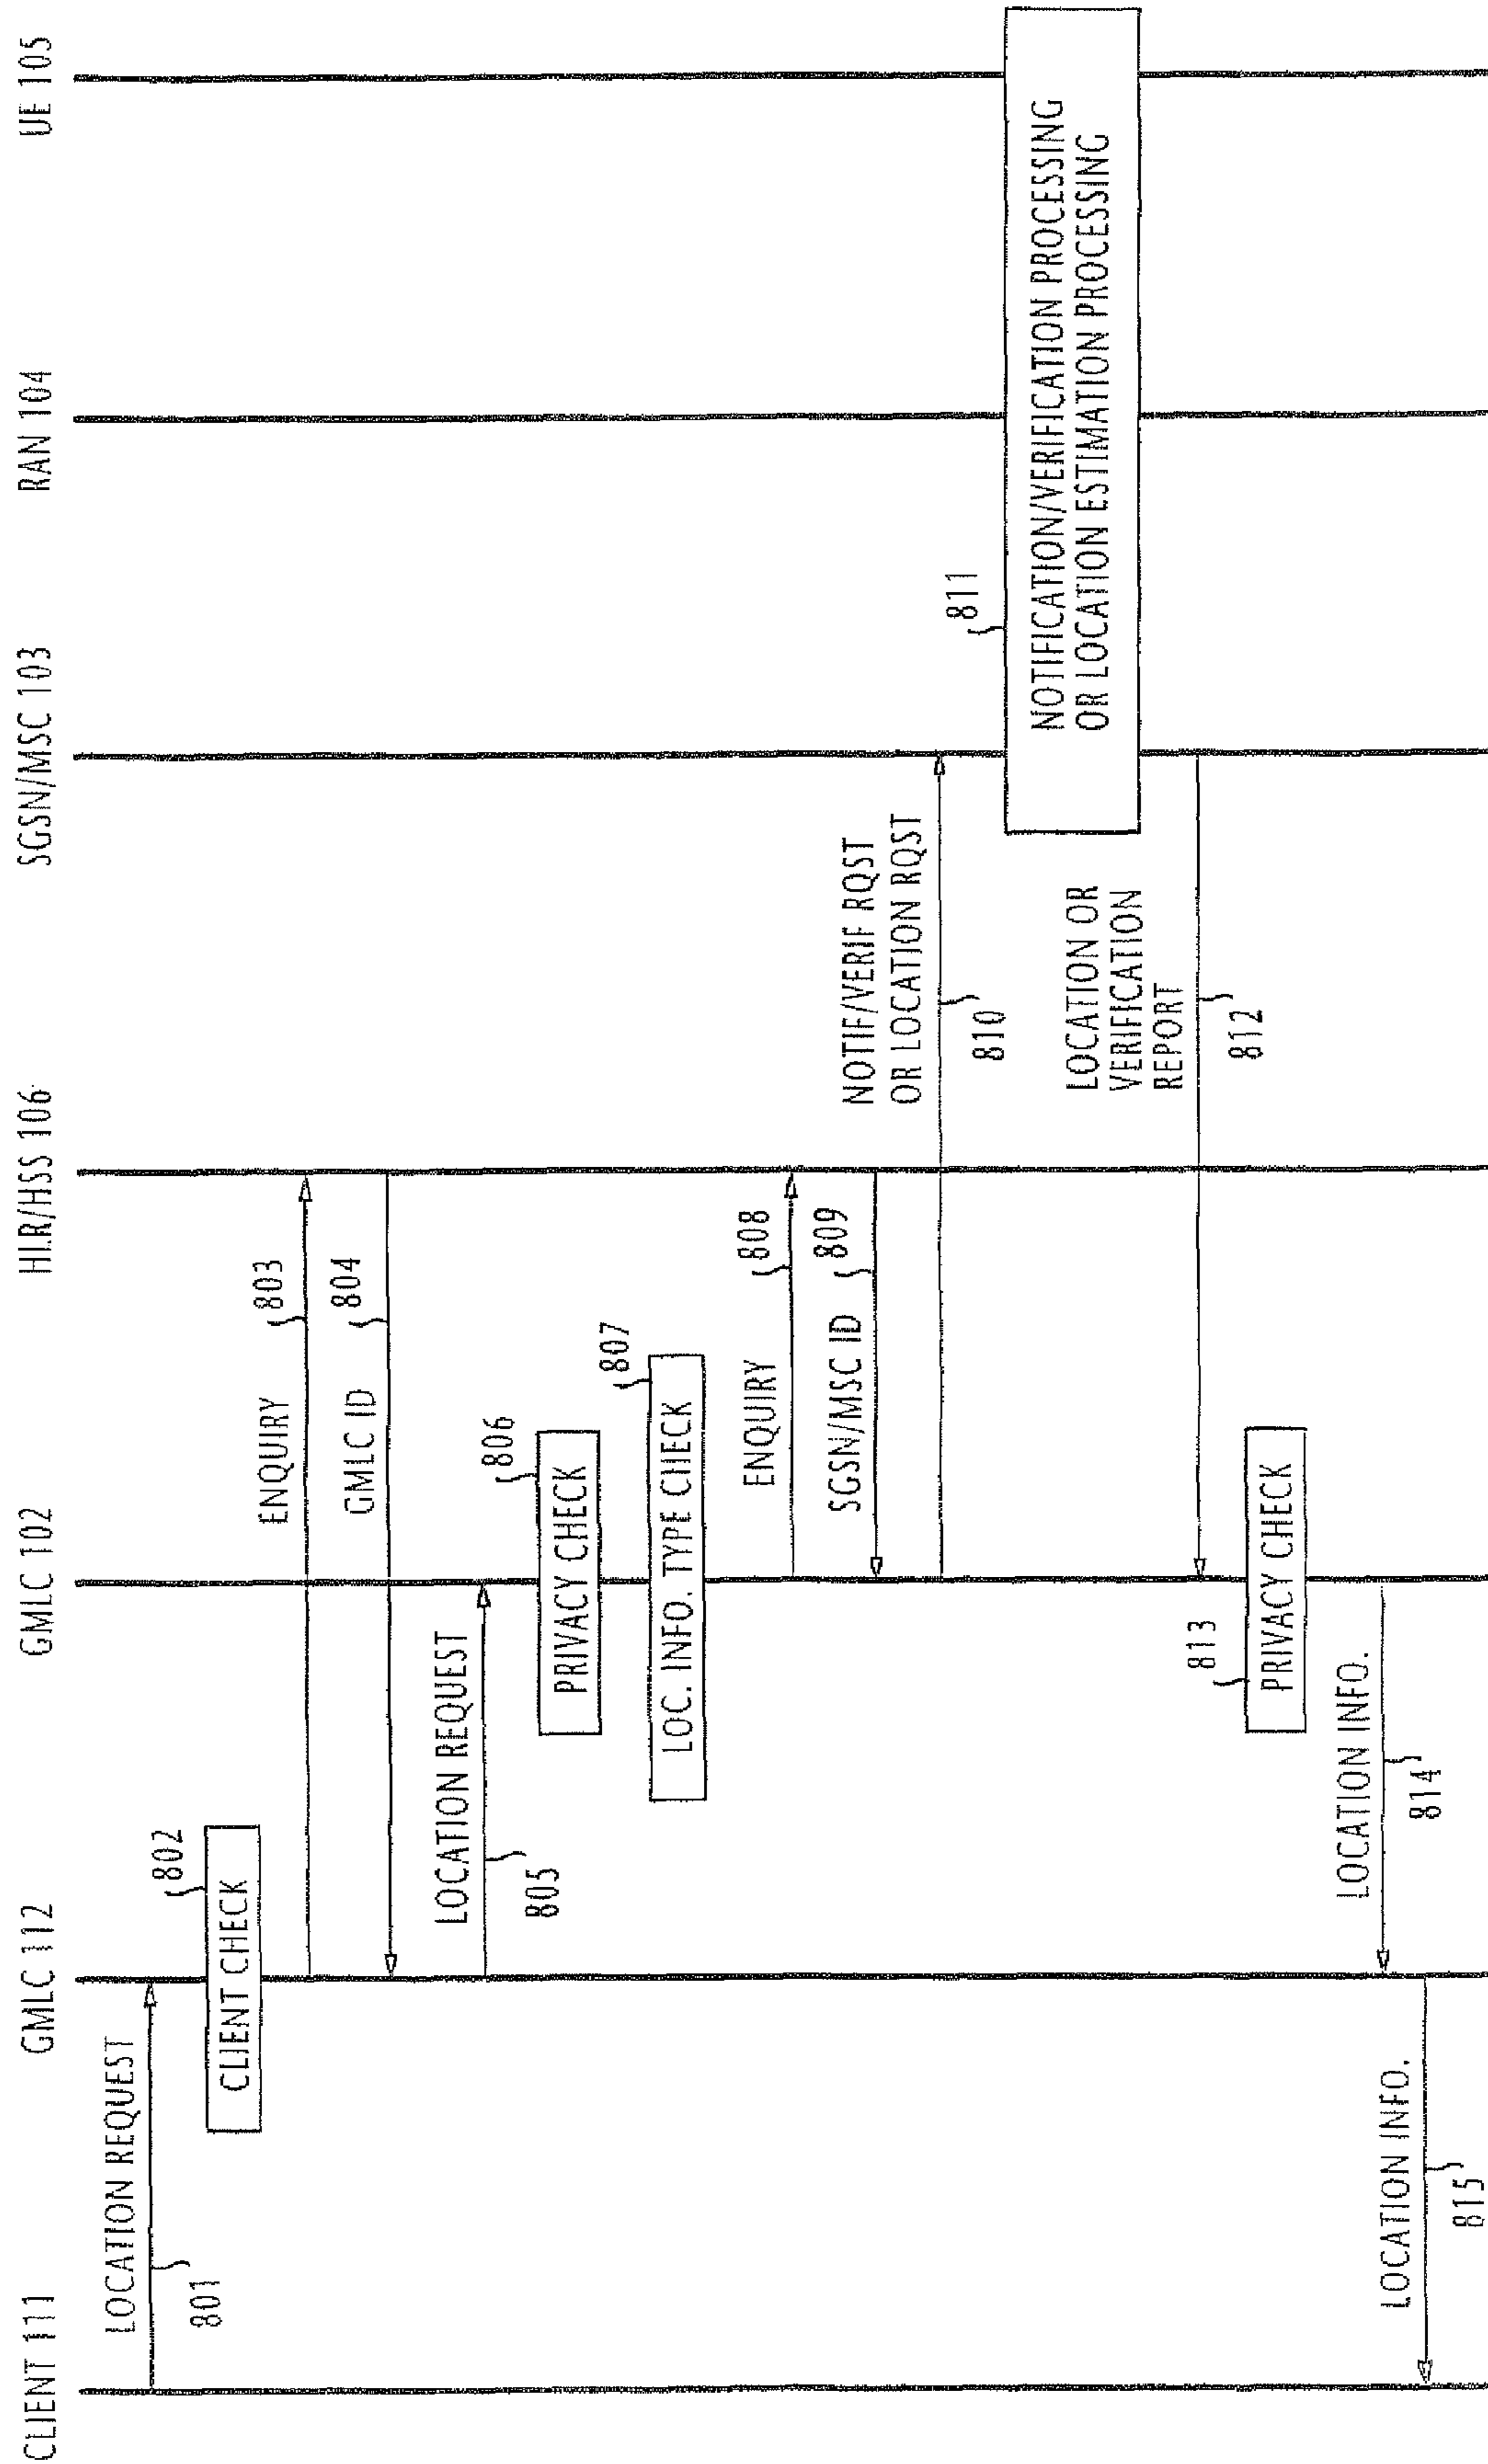 CLIENT 111
GMLC 112
GMLC 102
HLR/HSS 106
SGSN/MSC 103
RAN 104
UE 105
LOCATION REQUEST
801
802
CLIENT CHECK
ENQUIRY
803
GMLC ID
804
LOCATION REQUEST
805
806
PRIVACY CHECK
807
LOC. INFO. TYPE CHECK
ENQUIRY
808
SGSN/MSC ID
809
NOTIF/VERIF RQST
OR LOCATION RQST
810
811
NOTIFICATION/VERIFICATION PROCESSING
OR LOCATION ESTIMATION PROCESSING
LOCATION OR
VERIFICATION
REPORT
812
813
PRIVACY CHECK
LOCATION INFO.
814
LOCATION INFO.
815